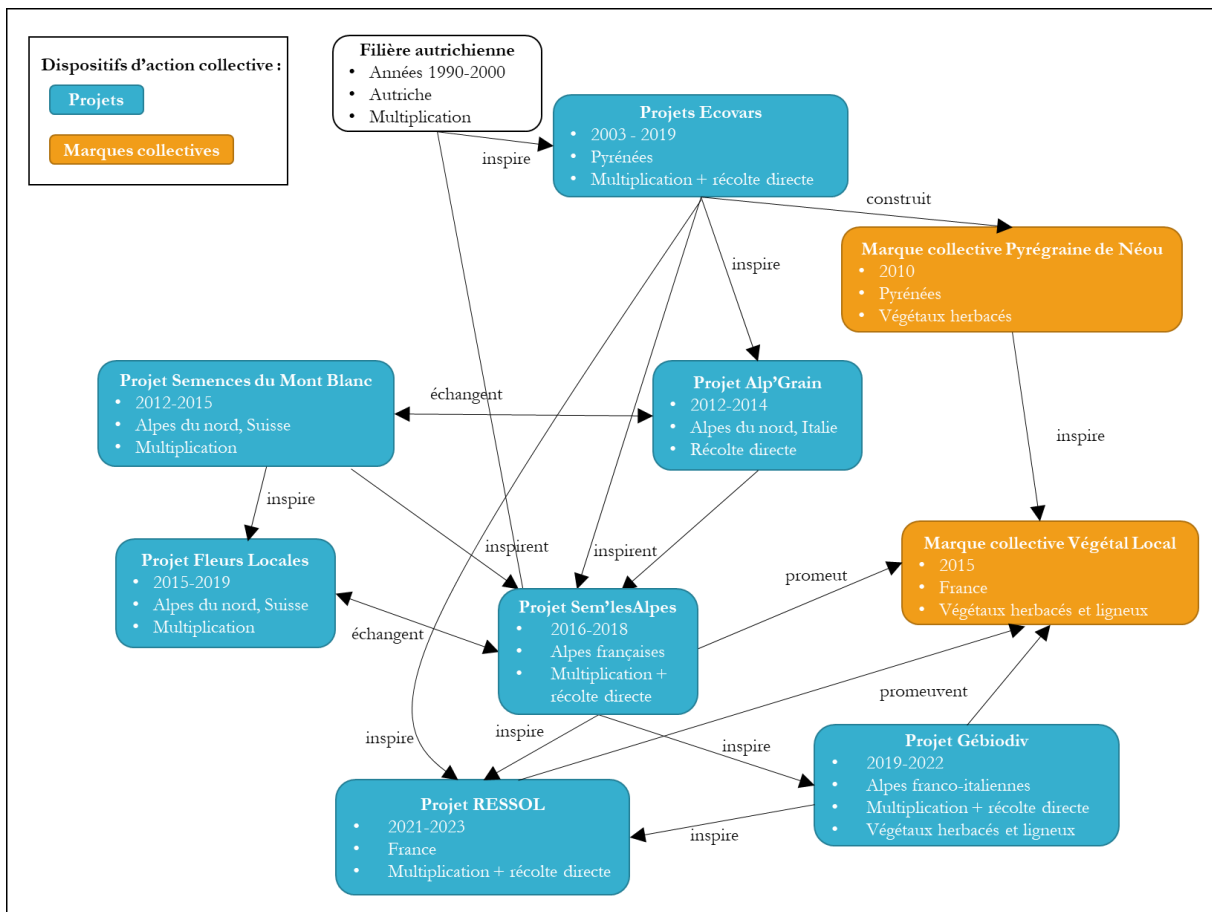 Dispositifs d'action collective :
Projets
Marques collectives
Filière autrichienne
• Années 1990-2000
• Autriche
• Multiplication
inspire
Projets Ecovars
• 2003 - 2019
• Pyrénées
• Multiplication + récolte directe
construit
inspire
Marque collective Pyrégraine de Néou
• 2010
• Pyrénées
• Végétaux herbacés
Projet Semences du Mont Blanc
• 2012-2015
• Alpes du nord, Suisse
• Multiplication
échangent
Projet Alp'Grain
• 2012-2014
• Alpes du nord, Italie
• Récolte directe
inspire
inspire
Projet Fleurs Locales
• 2015-2019
• Alpes du nord, Suisse
• Multiplication
inspirent
inspirent
échangent
Projet Sem'lesAlpes
• 2016-2018
• Alpes françaises
• Multiplication +
récolte directe
promeut
Marque collective Végétal Local
• 2015
• France
• Végétaux herbacés et ligneux
promeuvent
inspire
inspire
inspire
Projet Gébiodiv
• 2019-2022
• Alpes franco-italiennes
• Multiplication + récolte directe
• Végétaux herbacés et ligneux
Projet RESSOL
• 2021-2023
• France
• Multiplication + récolte directe
inspire